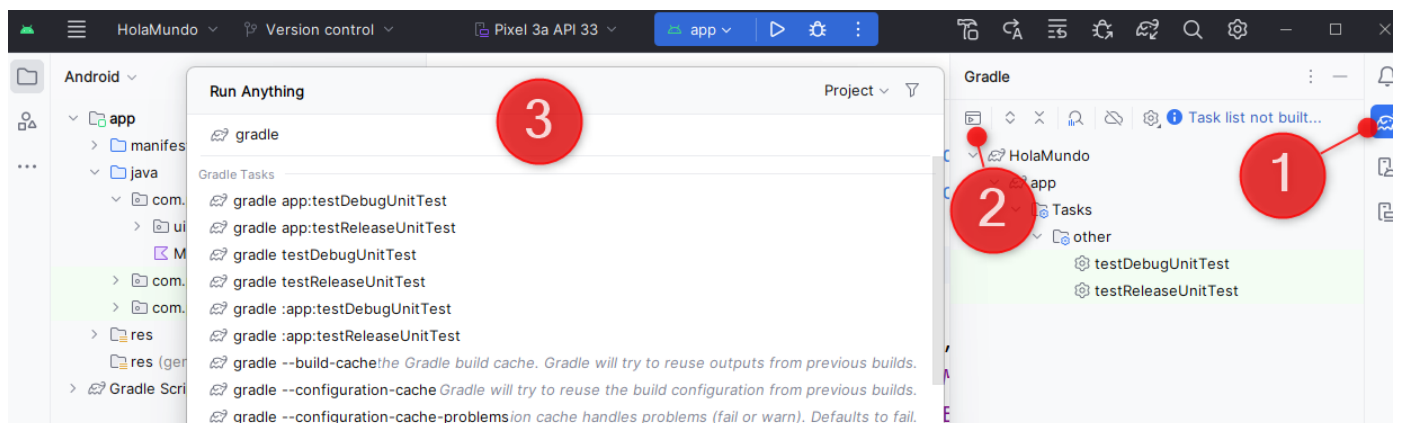 HolaMundo
Version control
Pixel 3a API 33
app
Android
app
manifes
java
com.
ui
M
com.
com.
res
res (ger
Gradle Scri
Run Anything
Project
3
gradle
Gradle Tasks
gradle app:testDebugUnitTest
gradle app:testReleaseUnitTest
gradle testDebugUnitTest
gradle testReleaseUnitTest
gradle :app:testDebugUnitTest
gradle :app:testReleaseUnitTest
gradle --build-cachethe Gradle build cache. Gradle will try to reuse outputs from previous builds.
gradle --configuration-cache Gradle will try to reuse the build configuration from previous builds.
gradle --configuration-cache-problemsion cache handles problems (fail or warn). Defaults to fail.
Gradle
Task list not built...
1
2
HolaMundo
app
Tasks
other
testDebugUnitTest
testReleaseUnitTest